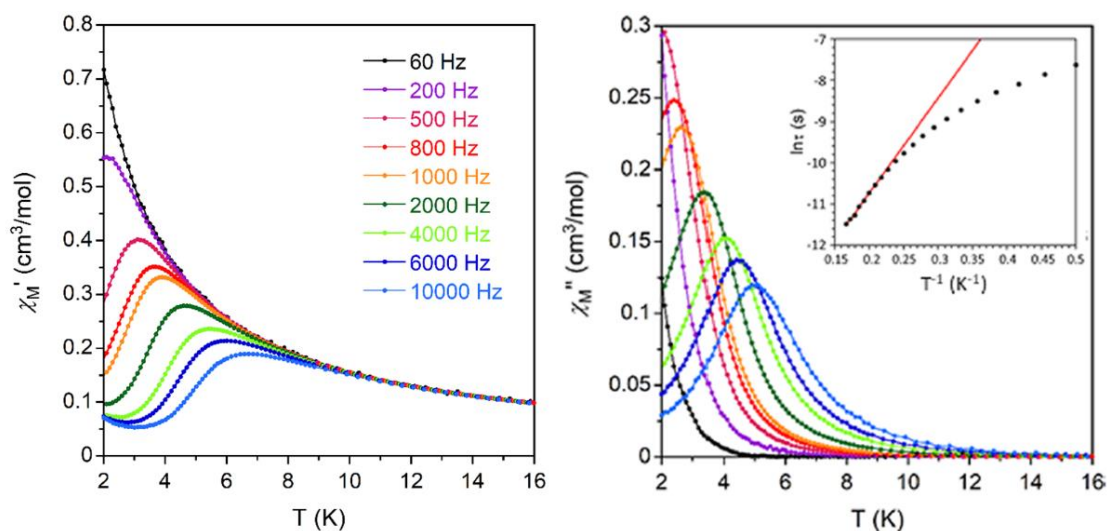 0.8
0.7
0.6
0.5
0.4
0.3
0.2
0.1
0
χM' (cm³/mol)
60 Hz
200 Hz
500 Hz
800 Hz
1000 Hz
2000 Hz
4000 Hz
6000 Hz
10000 Hz
2 4 6 8 10 12 14 16
T (K)
0.3
0.25
0.2
0.15
0.1
0.05
0
χM" (cm³/mol)
-7
-8
-9
-10
-11
-12
lnτ (s)
0.15 0.2 0.25 0.3 0.35 0.4 0.45 0.5
T⁻¹ (K⁻¹)
2 4 6 8 10 12 14 16
T (K)